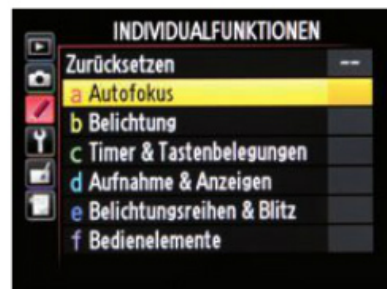 INDIVIDUALFUNKTIONEN
Zurücksetzen --
a Autofokus
b Belichtung
c Timer & Tastenbelegungen
d Aufnahme & Anzeigen
e Belichtungsreihen & Blitz
f Bedienelemente